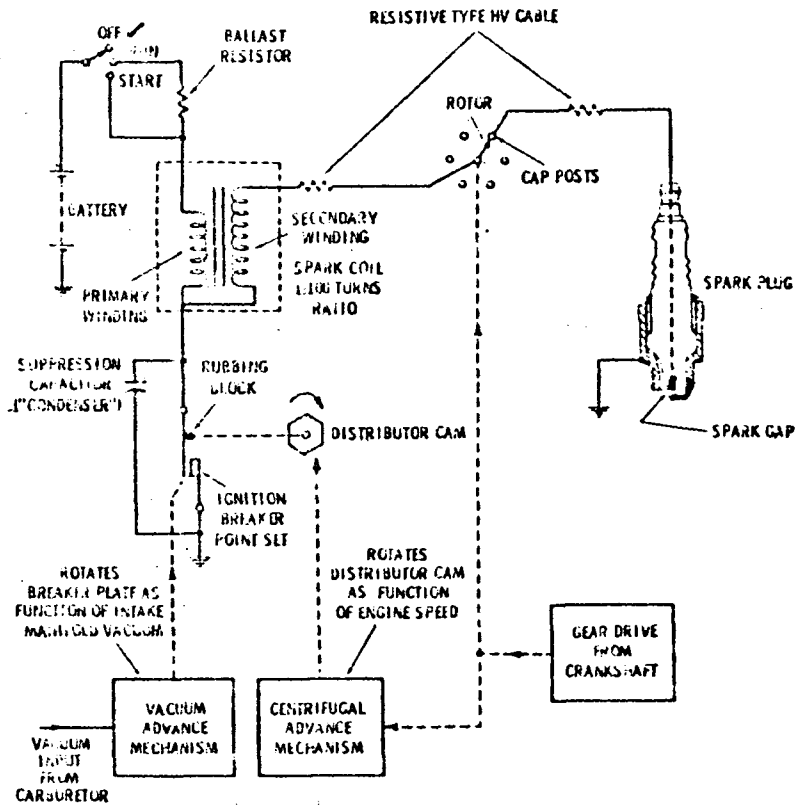 RESISTIVE TYPE HV CABLE
OFF
RUN
START
BALLAST
RESISTOR
ROTOR
CAP POSTS
BATTERY
SECONDARY
WINDING
SPARK COIL
1:100 TURNS
RATIO
PRIMARY
WINDING
SPARK PLUG
SUPPRESSION
CAPACITOR
("CONDENSER")
RUBBING
BLOCK
DISTRIBUTOR CAM
SPARK GAP
IGNITION
BREAKER
POINT SET
ROTATES
BREAKER PLATE AS
FUNCTION OF INTAKE
MANIFOLD VACUUM
ROTATES
DISTRIBUTOR CAM
AS FUNCTION
OF ENGINE SPEED
GEAR DRIVE
FROM
CRANKSHAFT
VACUUM
ADVANCE
MECHANISM
CENTRIFUGAL
ADVANCE
MECHANISM
VACUUM
INPUT
FROM
CARBURETOR